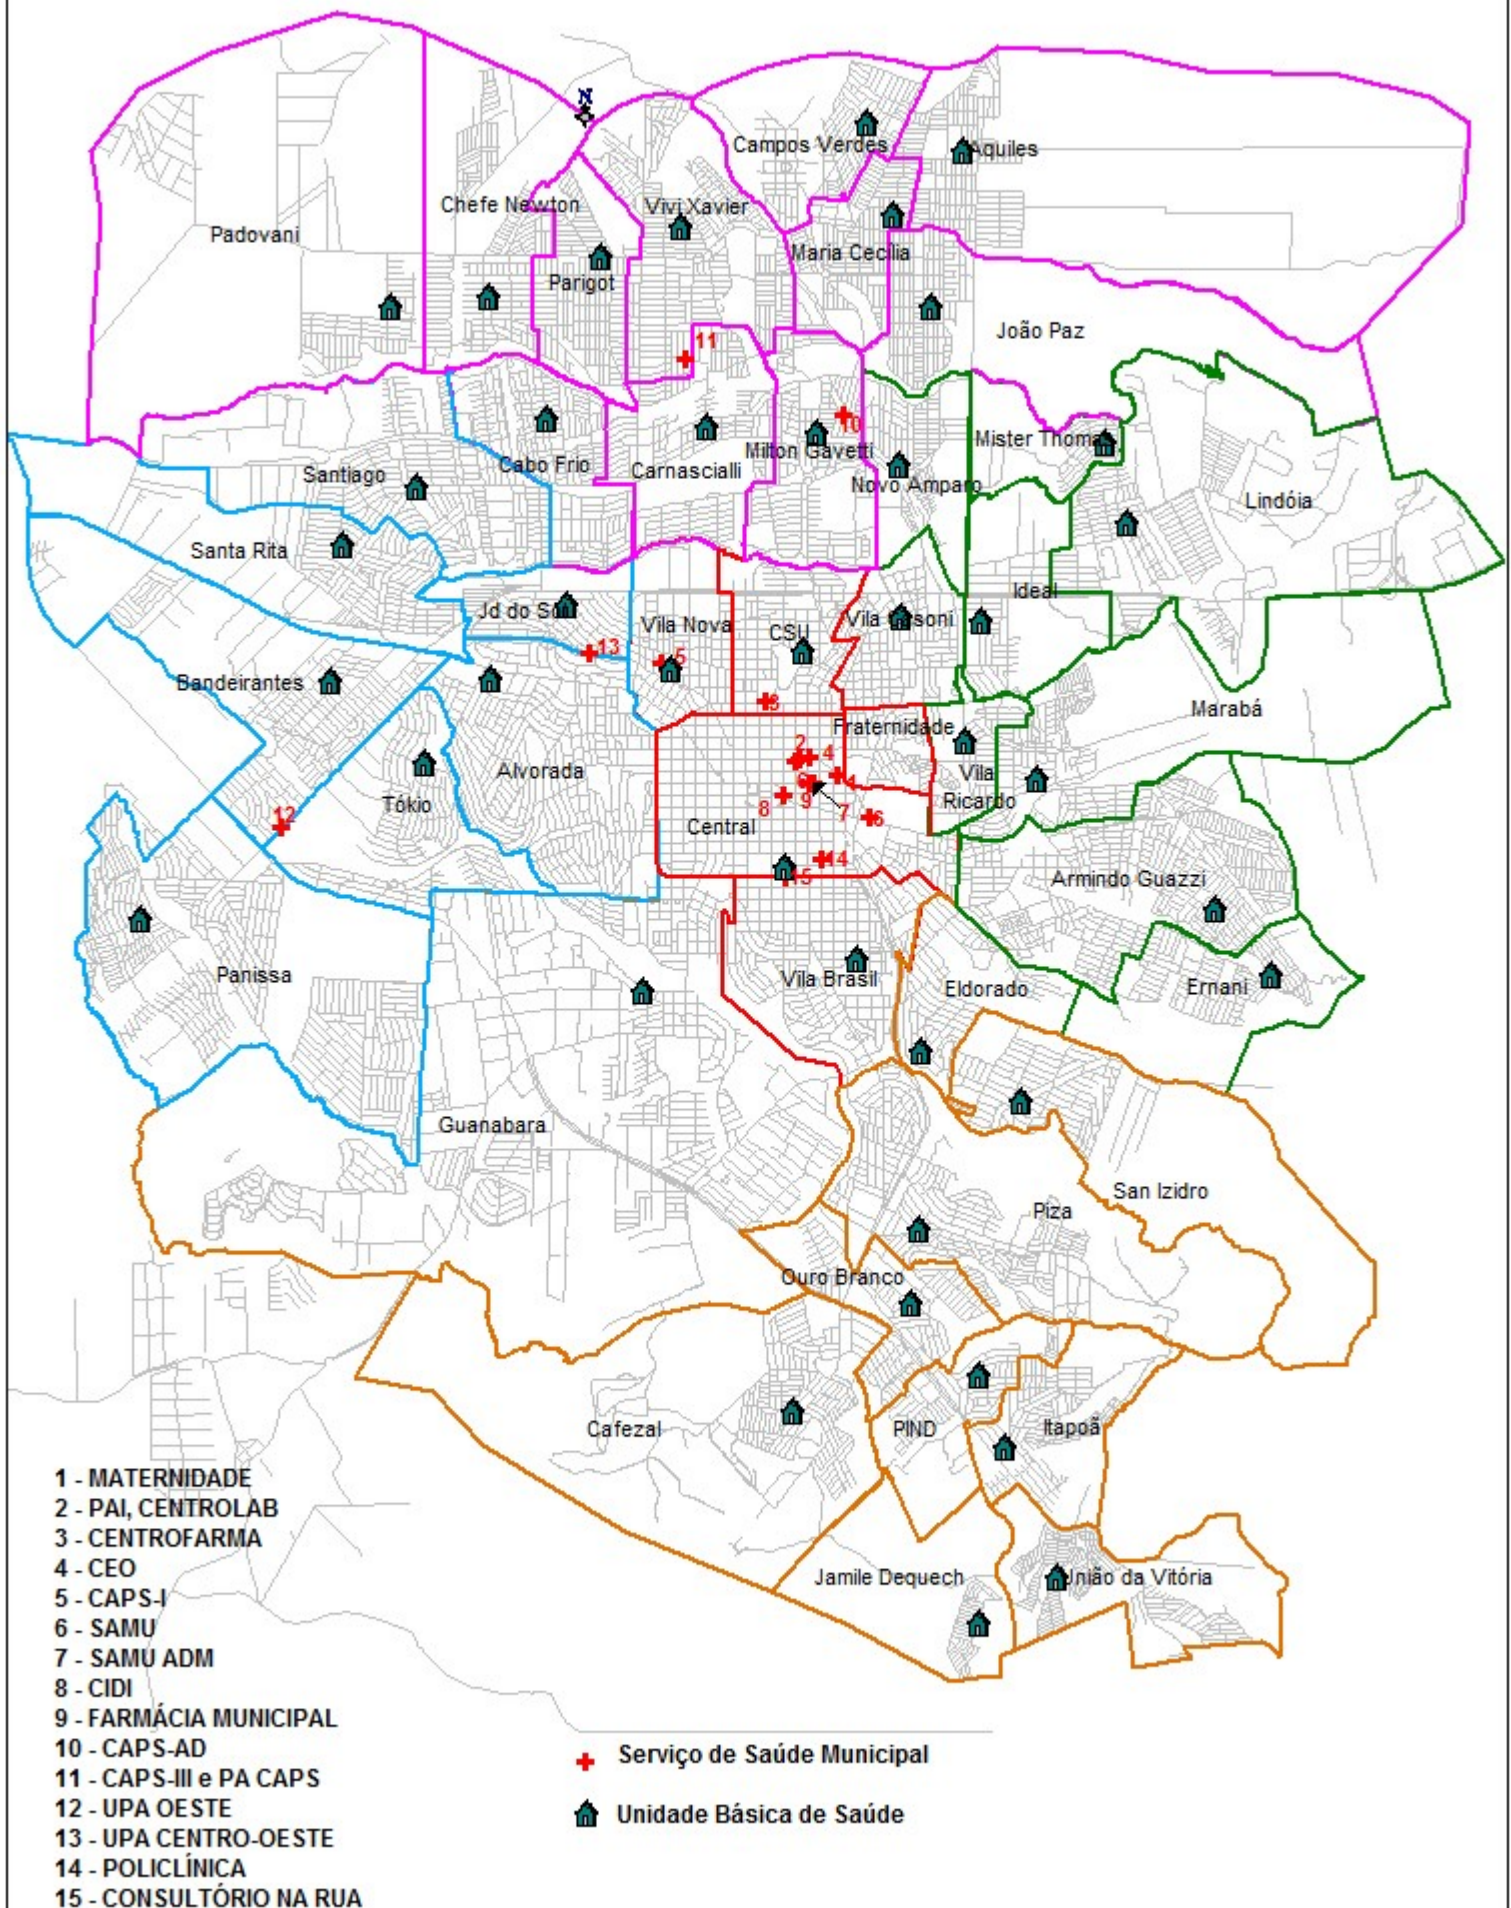 N
Campos Verdes
Aquiles
Chefe Newton
Vivi Xavier
Padovani
Maria Cecília
Parigot
João Paz
11
10
Mister Thomas
Milton Gavetti
Cabo Frio
Carnascialli
Santiago
Novo Amparo
Lindóia
Santa Rita
Ideal
Jd do Sol
Vila Nova
CSU
13
5
Bandeirantes
3
Marabá
Fraternidade
2
4
Alvorada
Vila
Ricardo
1
9
8
7
6
Tókio
12
Central
14
15
Armindo Guazzi
Panissa
Vila Brasil
Eldorado
Ernani
Guanabara
San Izidro
Piza
Ouro Branco
Cafezal
PIND
Itapoã
Jamile Dequech
União da Vitória
1 - MATERNIDADE
2 - PAI, CENTROLAB
3 - CENTROFARMA
4 - CEO
5 - CAPS-I
6 - SAMU
7 - SAMU ADM
8 - CIDI
9 - FARMÁCIA MUNICIPAL
10 - CAPS-AD
11 - CAPS-III e PA CAPS
12 - UPA OESTE
13 - UPA CENTRO-OESTE
14 - POLICLÍNICA
15 - CONSULTÓRIO NA RUA
Serviço de Saúde Municipal
Unidade Básica de Saúde